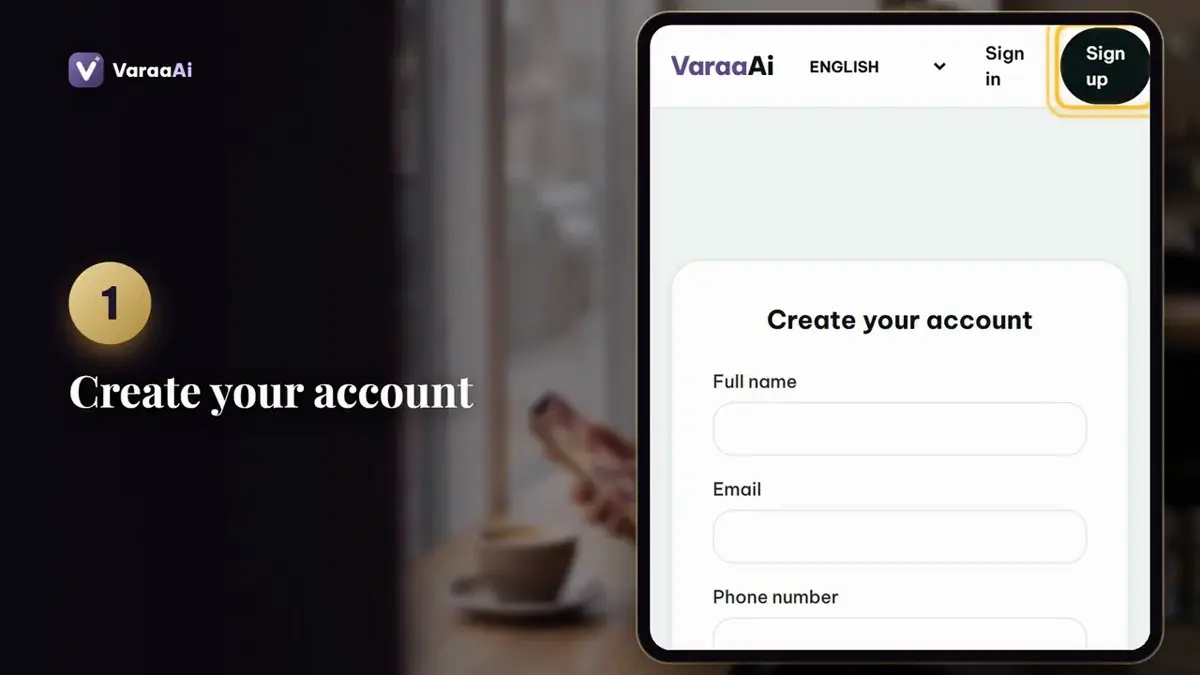 VaraaAi
1
Create your account
VaraaAi
ENGLISH
Sign
in
Sign
up
Create your account
Full name
Email
Phone number